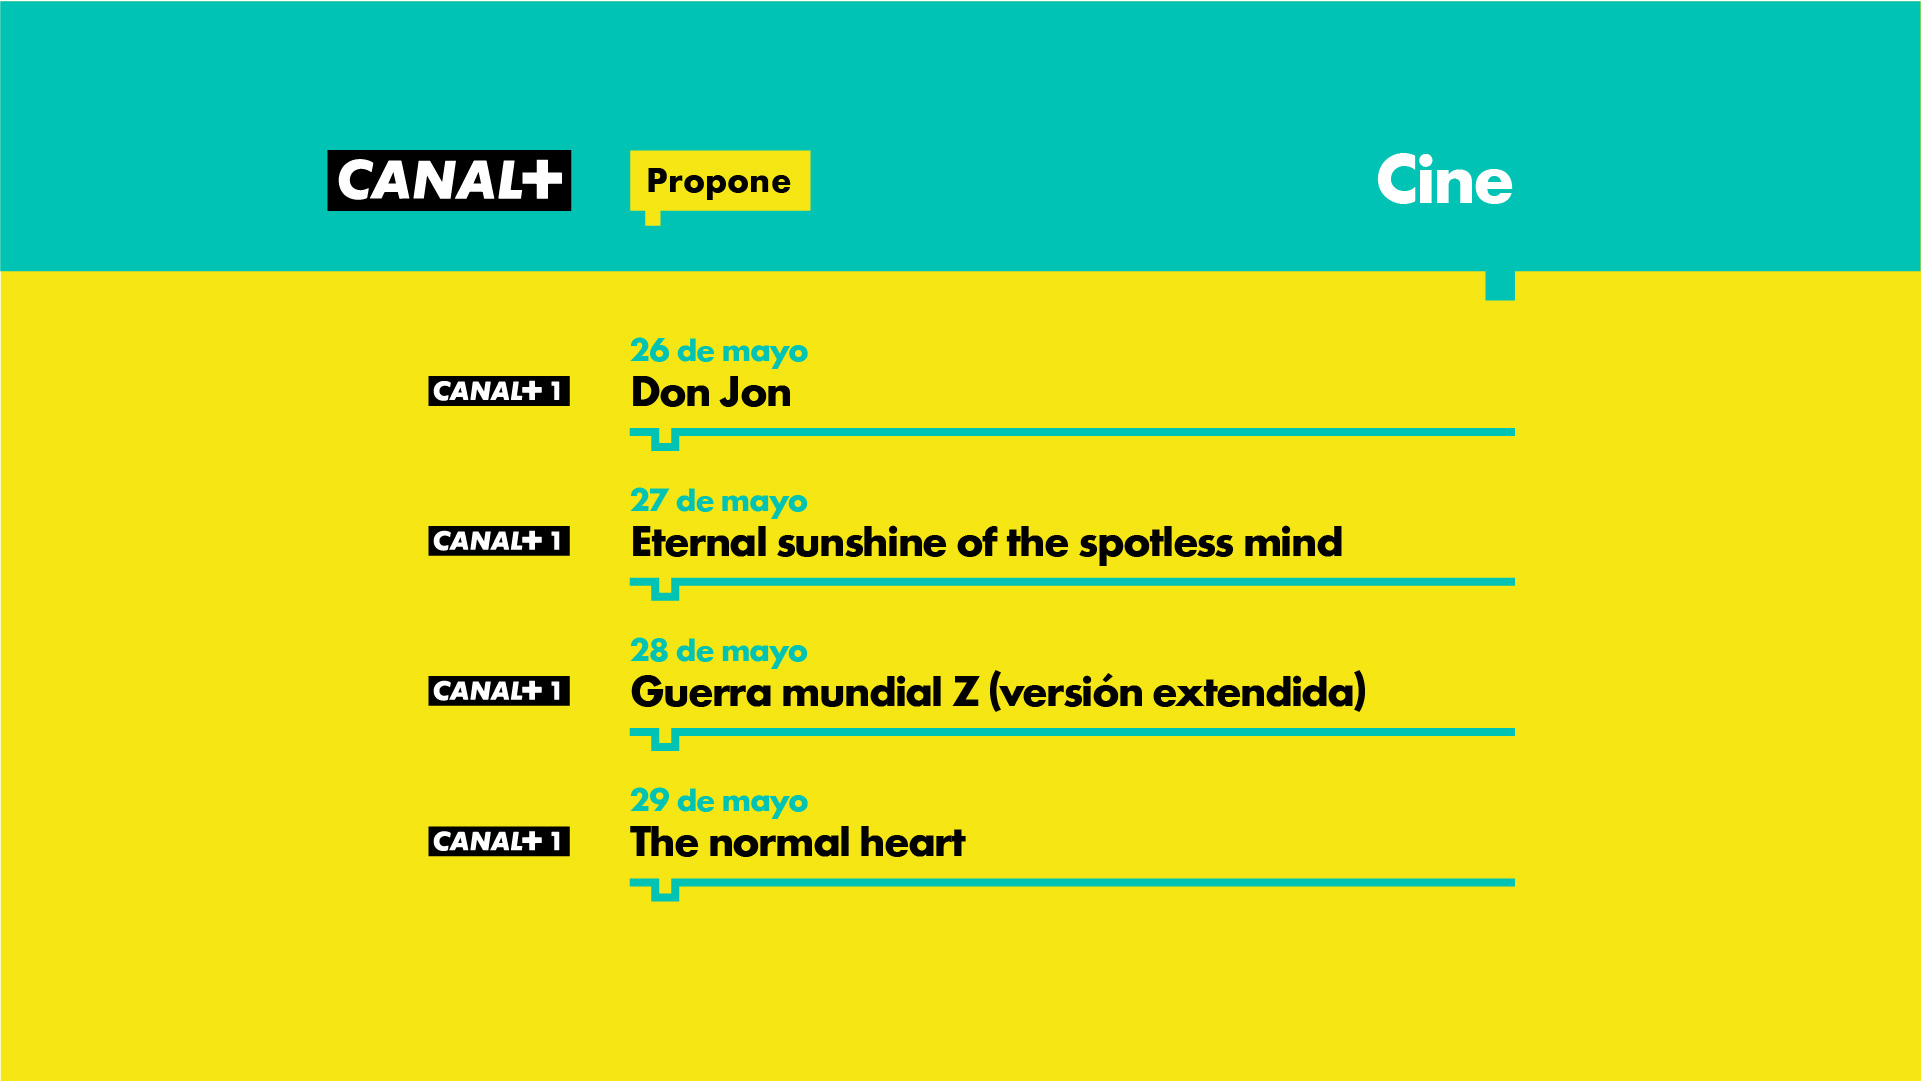 CANAL+
Propone
Cine
26 de mayo
CANAL+ 1
Don Jon
27 de mayo
CANAL+ 1
Eternal sunshine of the spotless mind
28 de mayo
CANAL+ 1
Guerra mundial Z (versión extendida)
29 de mayo
CANAL+ 1
The normal heart